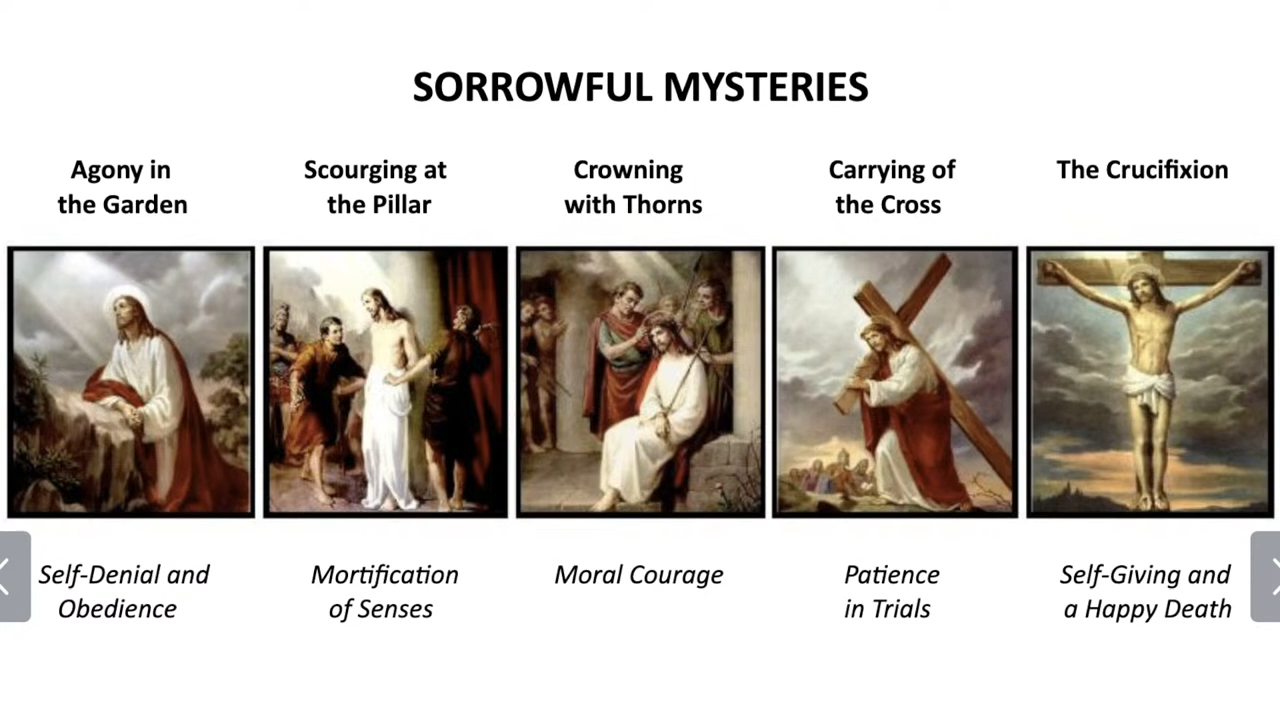 SORROWFUL MYSTERIES
Agony in
the Garden
Scourging at
the Pillar
Crowning
with Thorns
Carrying of
the Cross
The Crucifixion
Self-Denial and
Obedience
Mortification
of Senses
Moral Courage
Patience
in Trials
Self-Giving and
a Happy Death